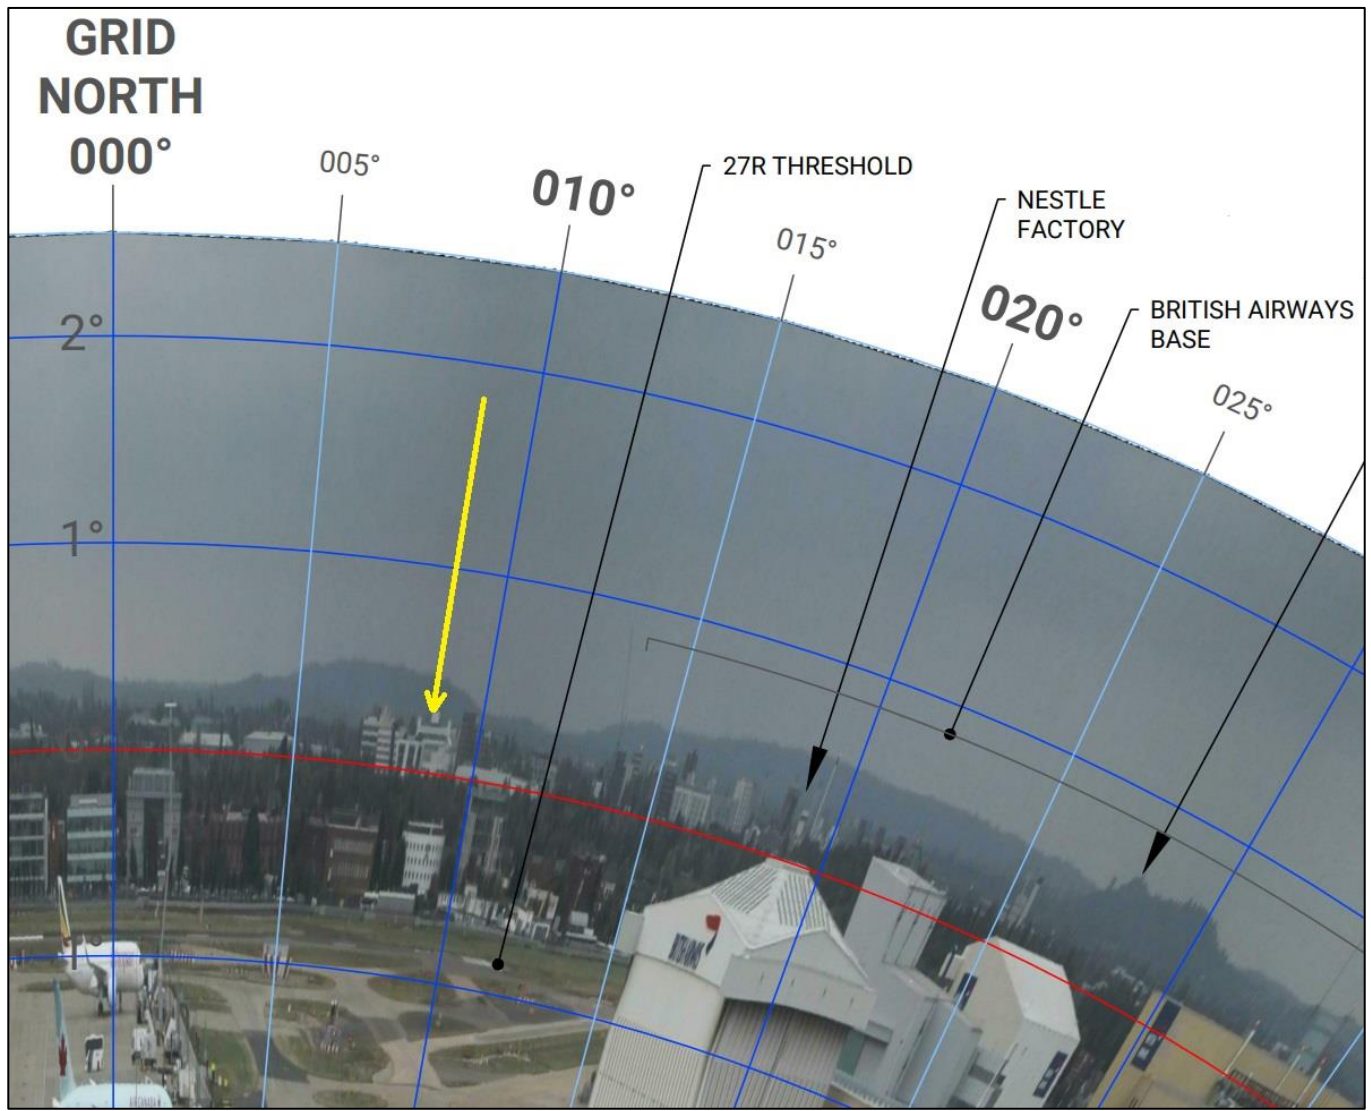 GRID
NORTH
000°
005°
010°
27R THRESHOLD
015°
NESTLE
FACTORY
020°
BRITISH AIRWAYS
BASE
025°
2°
1°